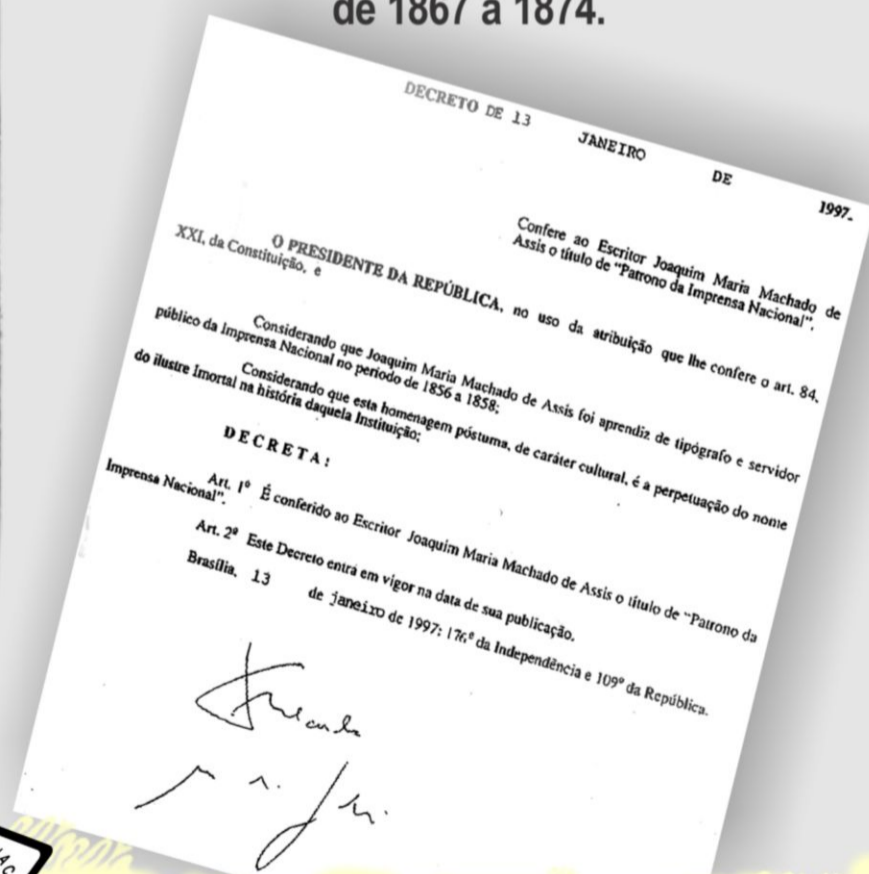 de 1867 a 1874.
DECRETO DE 13 JANEIRO DE 1997.
Confere ao Escritor Joaquim Maria Machado de
Assis o título de “Patrono da Imprensa Nacional”.
O PRESIDENTE DA REPÚBLICA, no uso da atribuição que lhe confere o art. 84,
XXI, da Constituição, e
Considerando que Joaquim Maria Machado de Assis foi aprendiz de tipógrafo e servidor
público da Imprensa Nacional no período de 1856 a 1858;
Considerando que esta homenagem póstuma, de caráter cultural, é a perpetuação do nome
do ilustre Imortal na história daquela Instituição;
DECRETA:
Art. 1º É conferido ao Escritor Joaquim Maria Machado de Assis o título de “Patrono da
Imprensa Nacional”.
Art. 2º Este Decreto entra em vigor na data de sua publicação.
Brasília, 13 de janeiro de 1997; 176º da Independência e 109º da República.